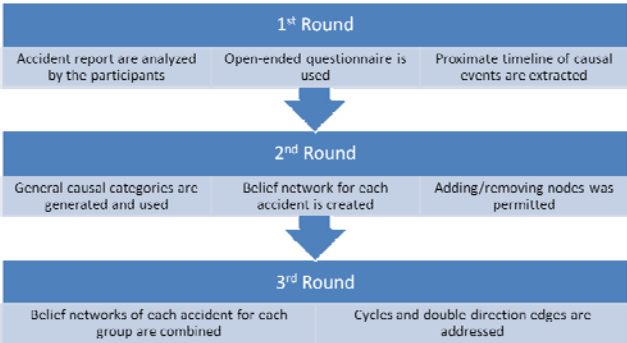 1st Round
Accident report are analyzed
by the participants
Open-ended questionnaire is
used
Proximate timeline of causal
events are extracted
2nd Round
General causal categories are
generated and used
Belief network for each
accident is created
Adding/removing nodes was
permitted
3rd Round
Belief networks of each accident for each
group are combined
Cycles and double direction edges are
addressed